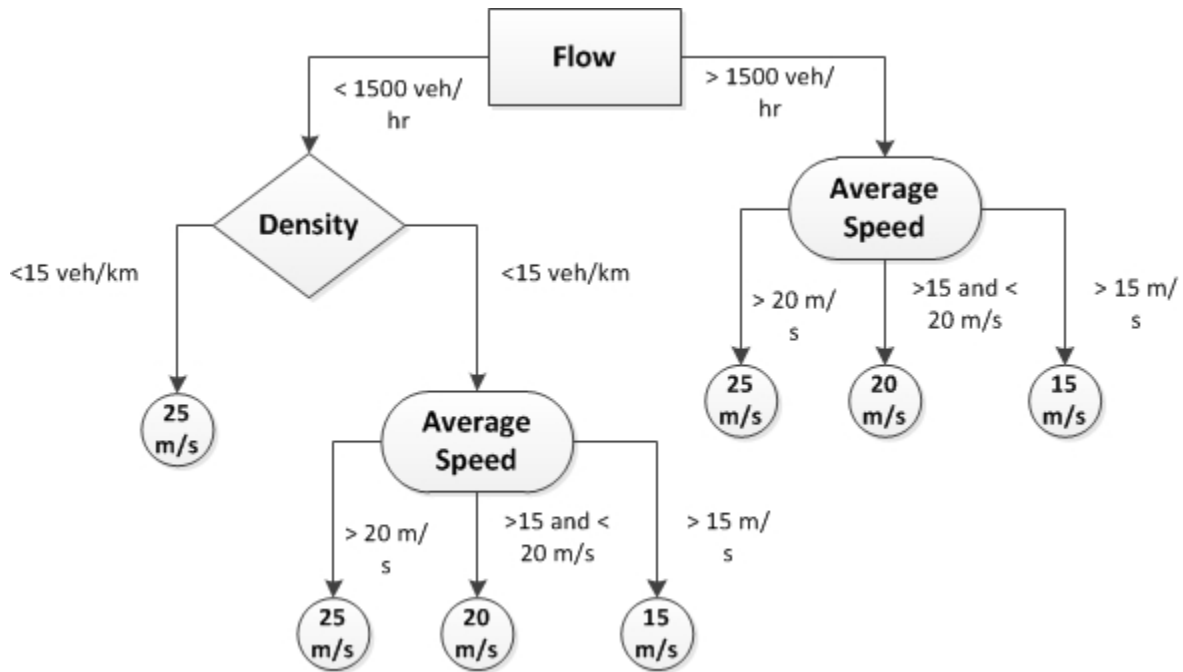 Flow
< 1500 veh/
hr
> 1500 veh/
hr
Density
Average
Speed
<15 veh/km
<15 veh/km
> 20 m/
s
>15 and <
20 m/s
> 15 m/
s
25
m/s
20
m/s
15
m/s
25
m/s
Average
Speed
> 20 m/
s
>15 and <
20 m/s
> 15 m/
s
25
m/s
20
m/s
15
m/s